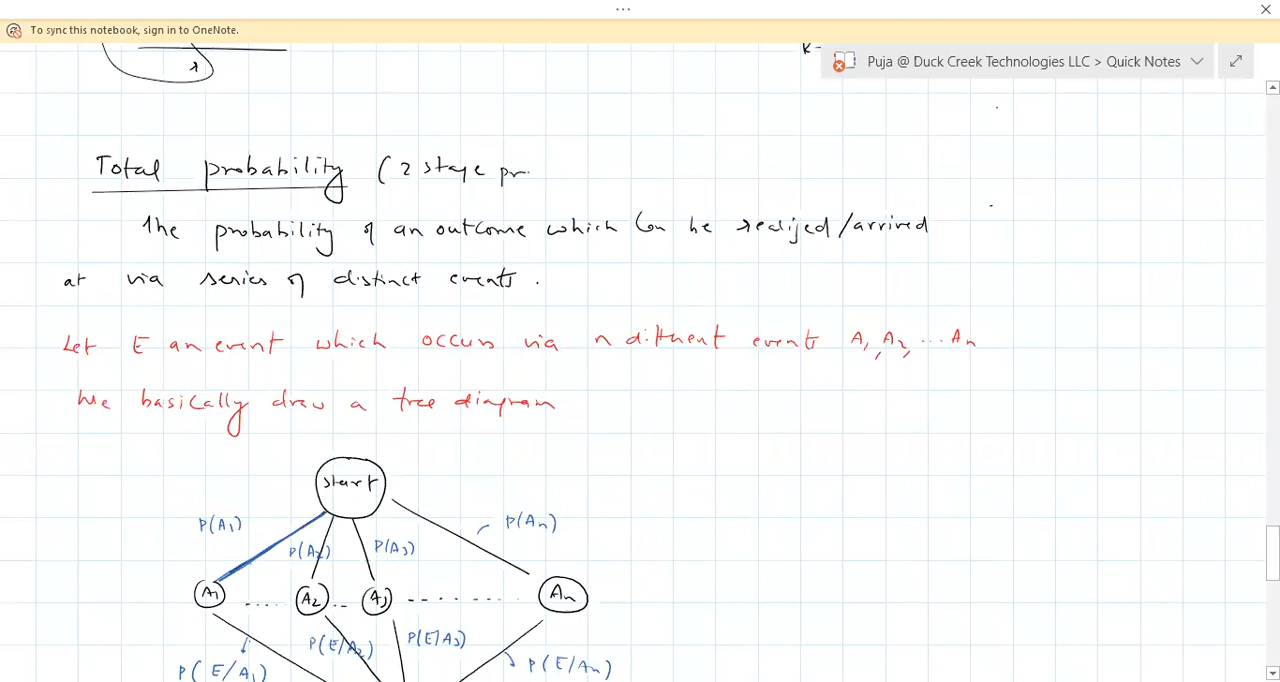 ...
To sync this notebook, sign in to OneNote.
Puja @ Duck Creek Technologies LLC > Quick Notes
Total probability (2 stage pr
The probability of an outcome which can be realized/arrived
at via series of distinct events.
Let E an event which occurs via n different events A1, A2, ... An
We basically draw a tree diagram
start
P(A1) P(A2) P(A3) P(An)
A1 .... A2 .. A3 - - . . . . . An
P(E/A1) P(E/A2) P(E/A3) P(E/An)